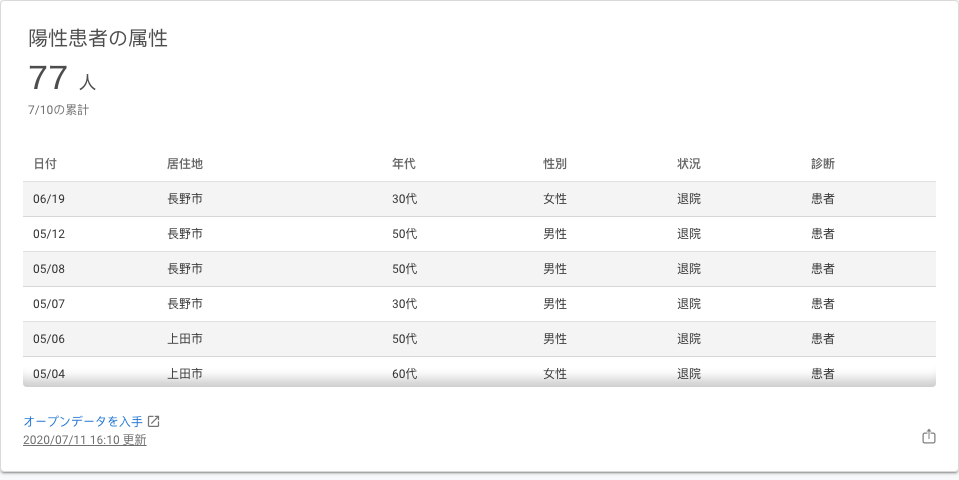 陽性患者の属性
77 人
7/10の累計
日付 居住地 年代 性別 状況 診断
06/19 長野市 30代 女性 退院 患者
05/12 長野市 50代 男性 退院 患者
05/08 長野市 50代 男性 退院 患者
05/07 長野市 30代 男性 退院 患者
05/06 上田市 50代 男性 退院 患者
05/04 上田市 60代 女性 退院 患者
オープンデータを入手
2020/07/11 16:10 更新